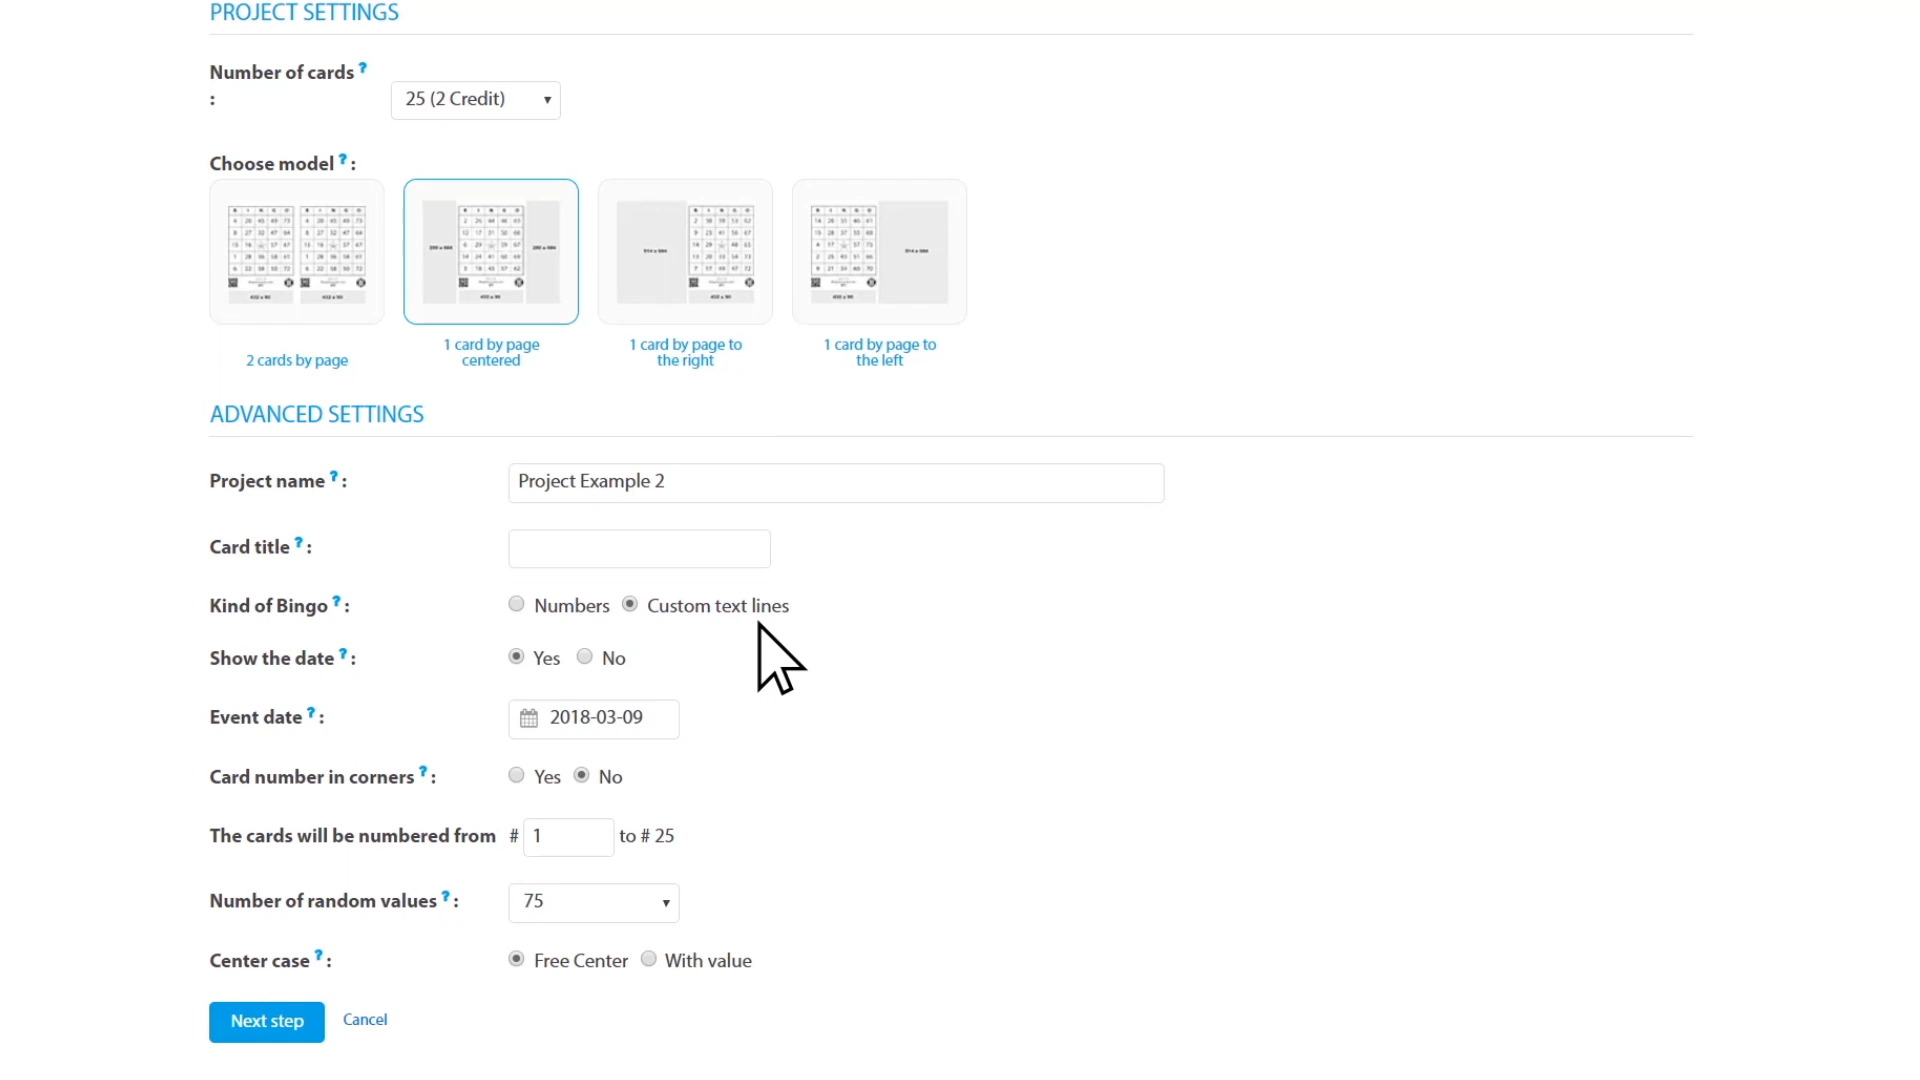 PROJECT SETTINGS
Number of cards ?
:
25 (2 Credit)
Choose model ? :
2 cards by page
1 card by page
centered
1 card by page to
the right
1 card by page to
the left
ADVANCED SETTINGS
Project name ? :
Project Example 2
Card title ? :
Kind of Bingo ? :
Numbers Custom text lines
Show the date ? :
Yes No
Event date ? :
2018-03-09
Card number in corners ? :
Yes No
The cards will be numbered from # 1 to # 25
Number of random values ? :
75
Center case ? :
Free Center With value
Next step Cancel